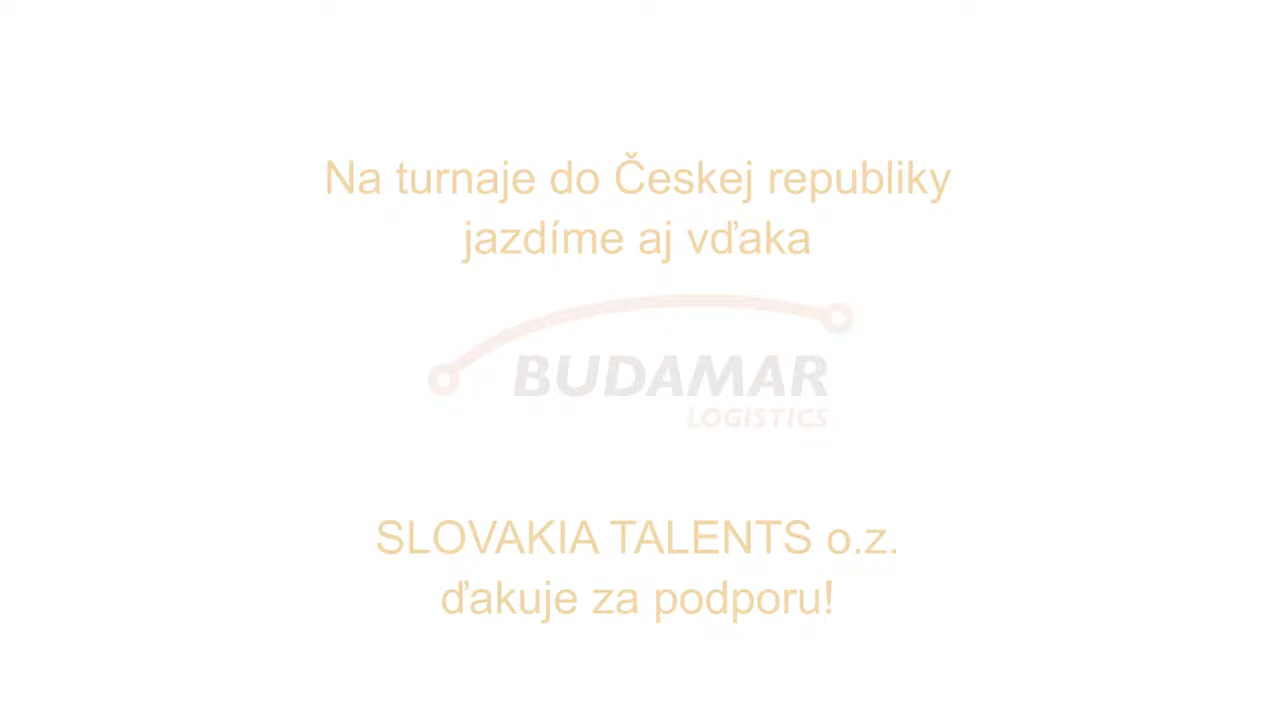 Na turnaje do Českej republiky
jazdíme aj vďaka
BUDAMAR
LOGISTICS
SLOVAKIA TALENTS o.z.
ďakuje za podporu!